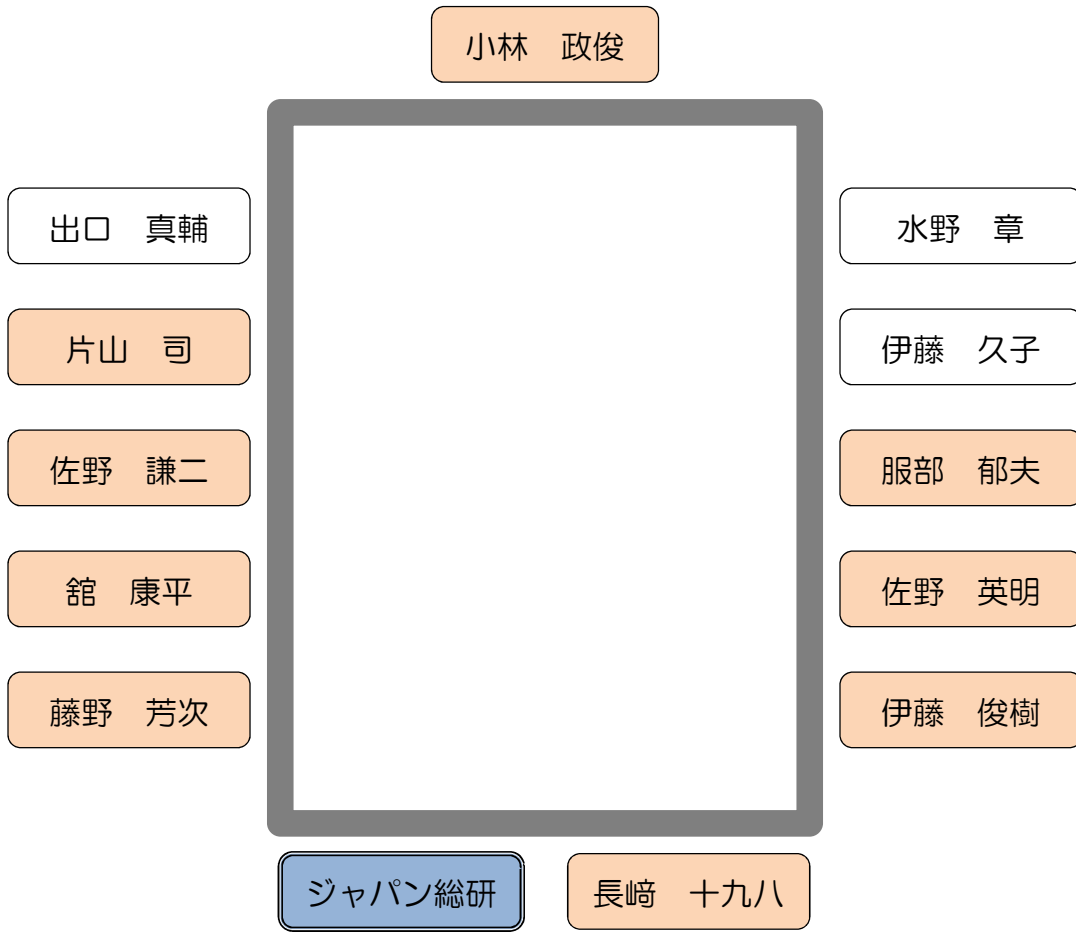 小林　政俊
出口　真輔
水野　章
片山　司
伊藤　久子
佐野　謙二
服部　郁夫
舘　康平
佐野　英明
藤野　芳次
伊藤　俊樹
ジャパン総研
長﨑　十九八